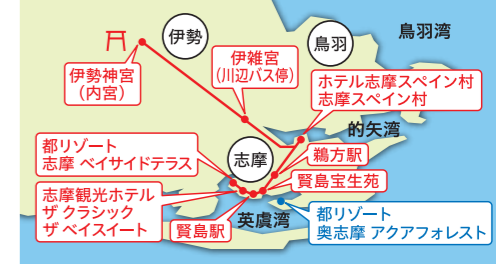 伊勢
鳥羽
鳥羽湾
伊勢神宮
(内宮)
伊雑宮
(川辺バス停)
ホテル志摩スペイン村
志摩スペイン村
的矢湾
都リゾート
志摩 ベイサイドテラス
志摩
鵜方駅
賢島宝生苑
志摩観光ホテル
ザ クラシック
ザ ベイスイート
賢島駅
英虞湾
都リゾート
奥志摩 アクアフォレスト